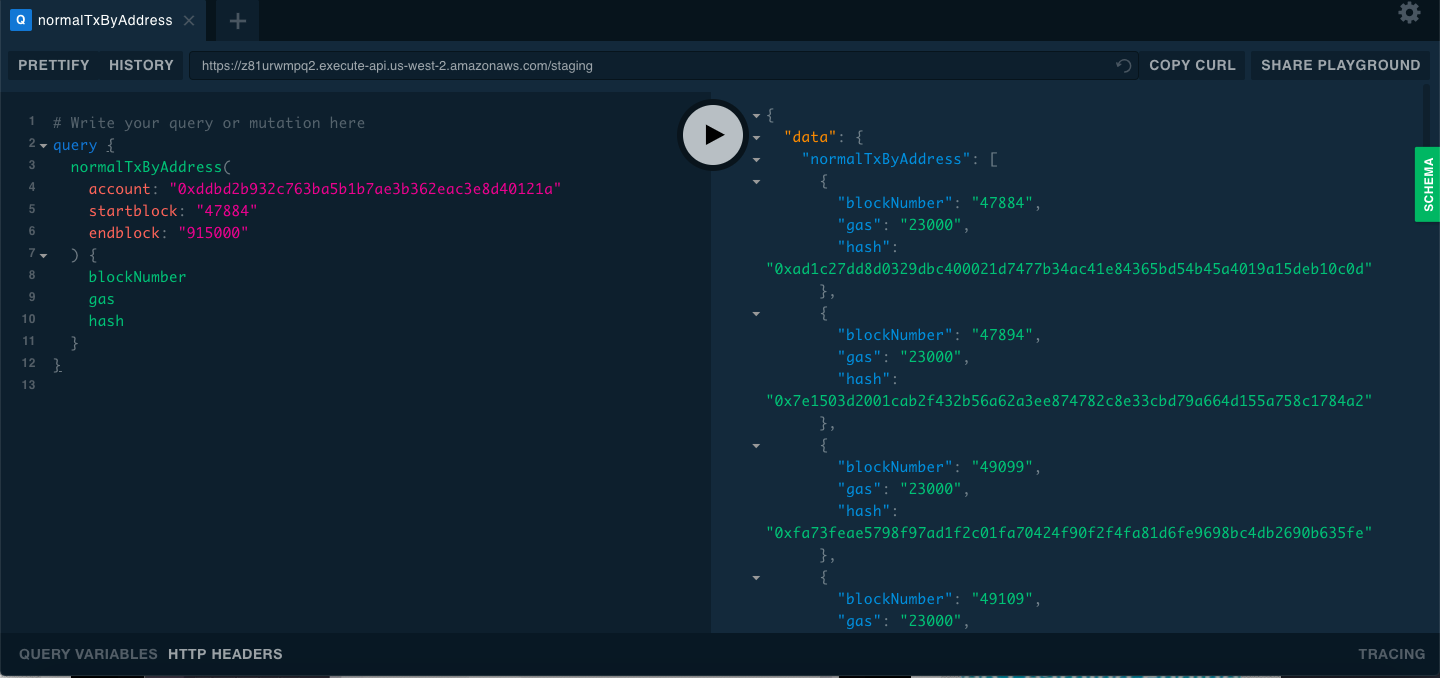 Q normalTxByAddress
PRETTIFY HISTORY https://z81urwmpq2.execute-api.us-west-2.amazonaws.com/staging COPY CURL SHARE PLAYGROUND
1 # Write your query or mutation here
2 query {
3 normalTxByAddress(
4 account: "0xddbd2b932c763ba5b1b7ae3b362eac3e8d40121a"
5 startblock: "47884"
6 endblock: "915000"
7 ) {
8 blockNumber
9 gas
10 hash
11 }
12 }
13
{
"data": {
"normalTxByAddress": [
{
"blockNumber": "47884",
"gas": "23000",
"hash":
"0xad1c27dd8d0329dbc400021d7477b34ac41e84365bd54b45a4019a15deb10c0d"
},
{
"blockNumber": "47894",
"gas": "23000",
"hash":
"0x7e1503d2001cab2f432b56a62a3ee874782c8e33cbd79a664d155a758c1784a2"
},
{
"blockNumber": "49099",
"gas": "23000",
"hash":
"0xfa73feae5798f97ad1f2c01fa70424f90f2f4fa81d6fe9698bc4db2690b635fe"
},
{
"blockNumber": "49109",
"gas": "23000",
SCHEMA
QUERY VARIABLES HTTP HEADERS TRACING